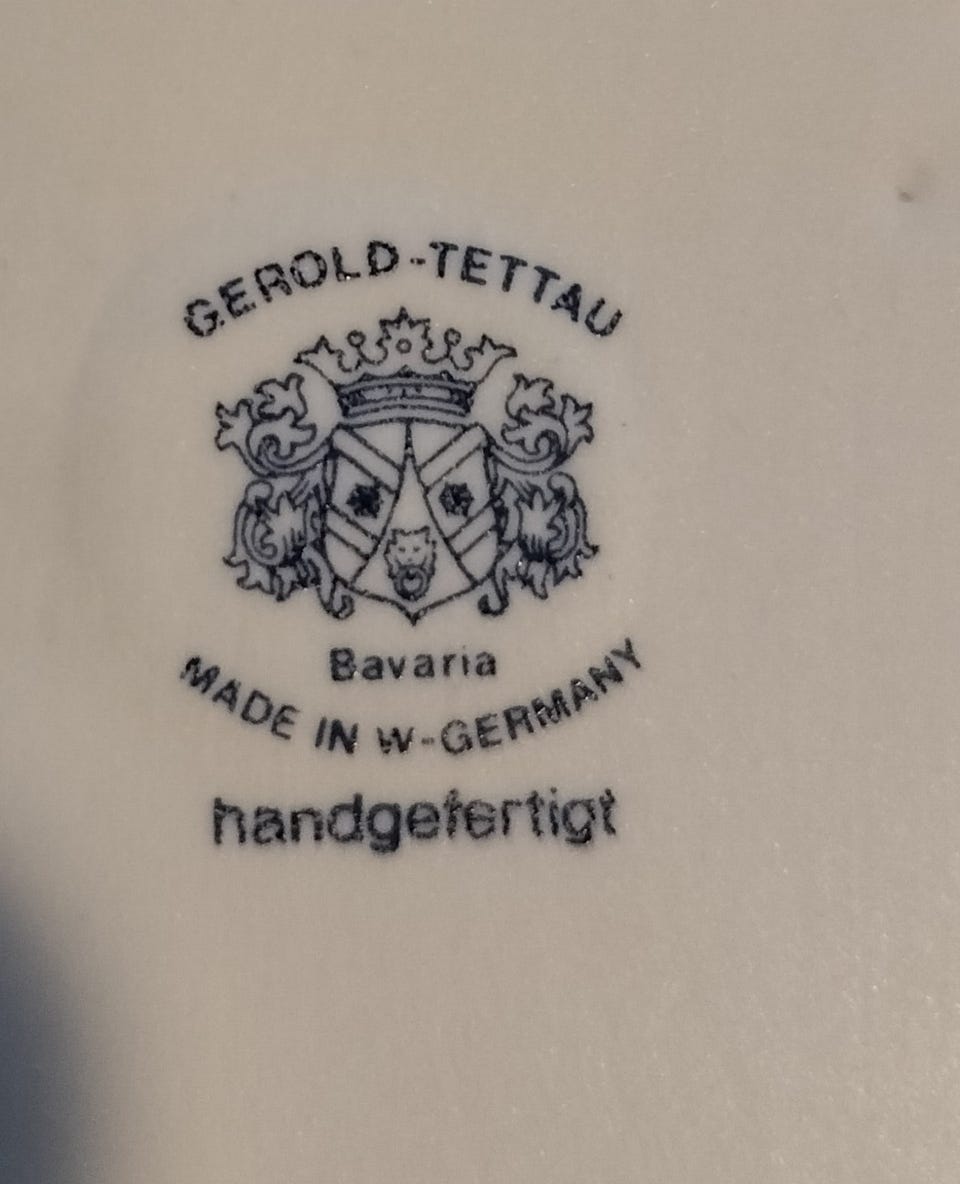 GEROLD-TETTAU
Bavaria
MADE IN W-GERMANY
handgefertigt